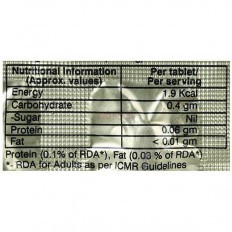 Nutritional Information Per tablet/
(Approx. values) Per serving
Energy 1.9 Kcal
Carbohydrate 0.4 gm
-Sugar Nil
Protein 0.06 gm
Fat < 0.01 gm
Protein (0.1% of RDA*), Fat (0.03 % of RDA*)
*- RDA for Adults as per ICMR Guidelines